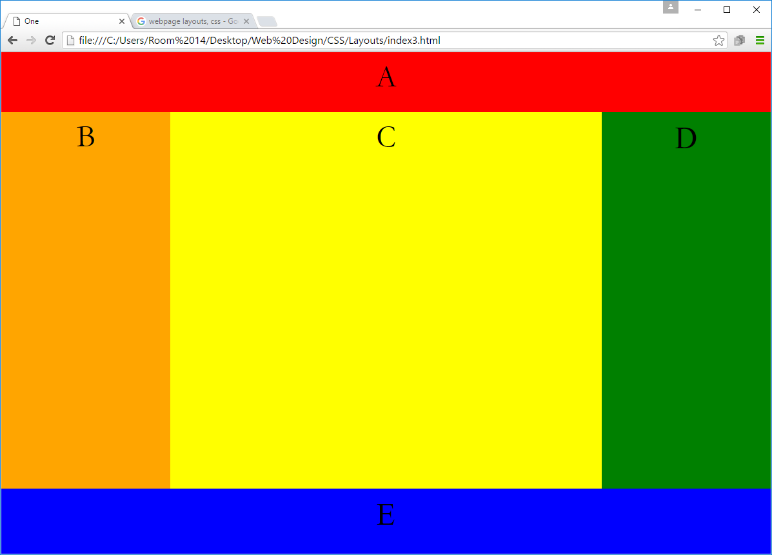 One
webpage layouts, css - Go
file:///C:/Users/Room%2014/Desktop/Web%20Design/CSS/Layouts/index3.html
A
B C D
E